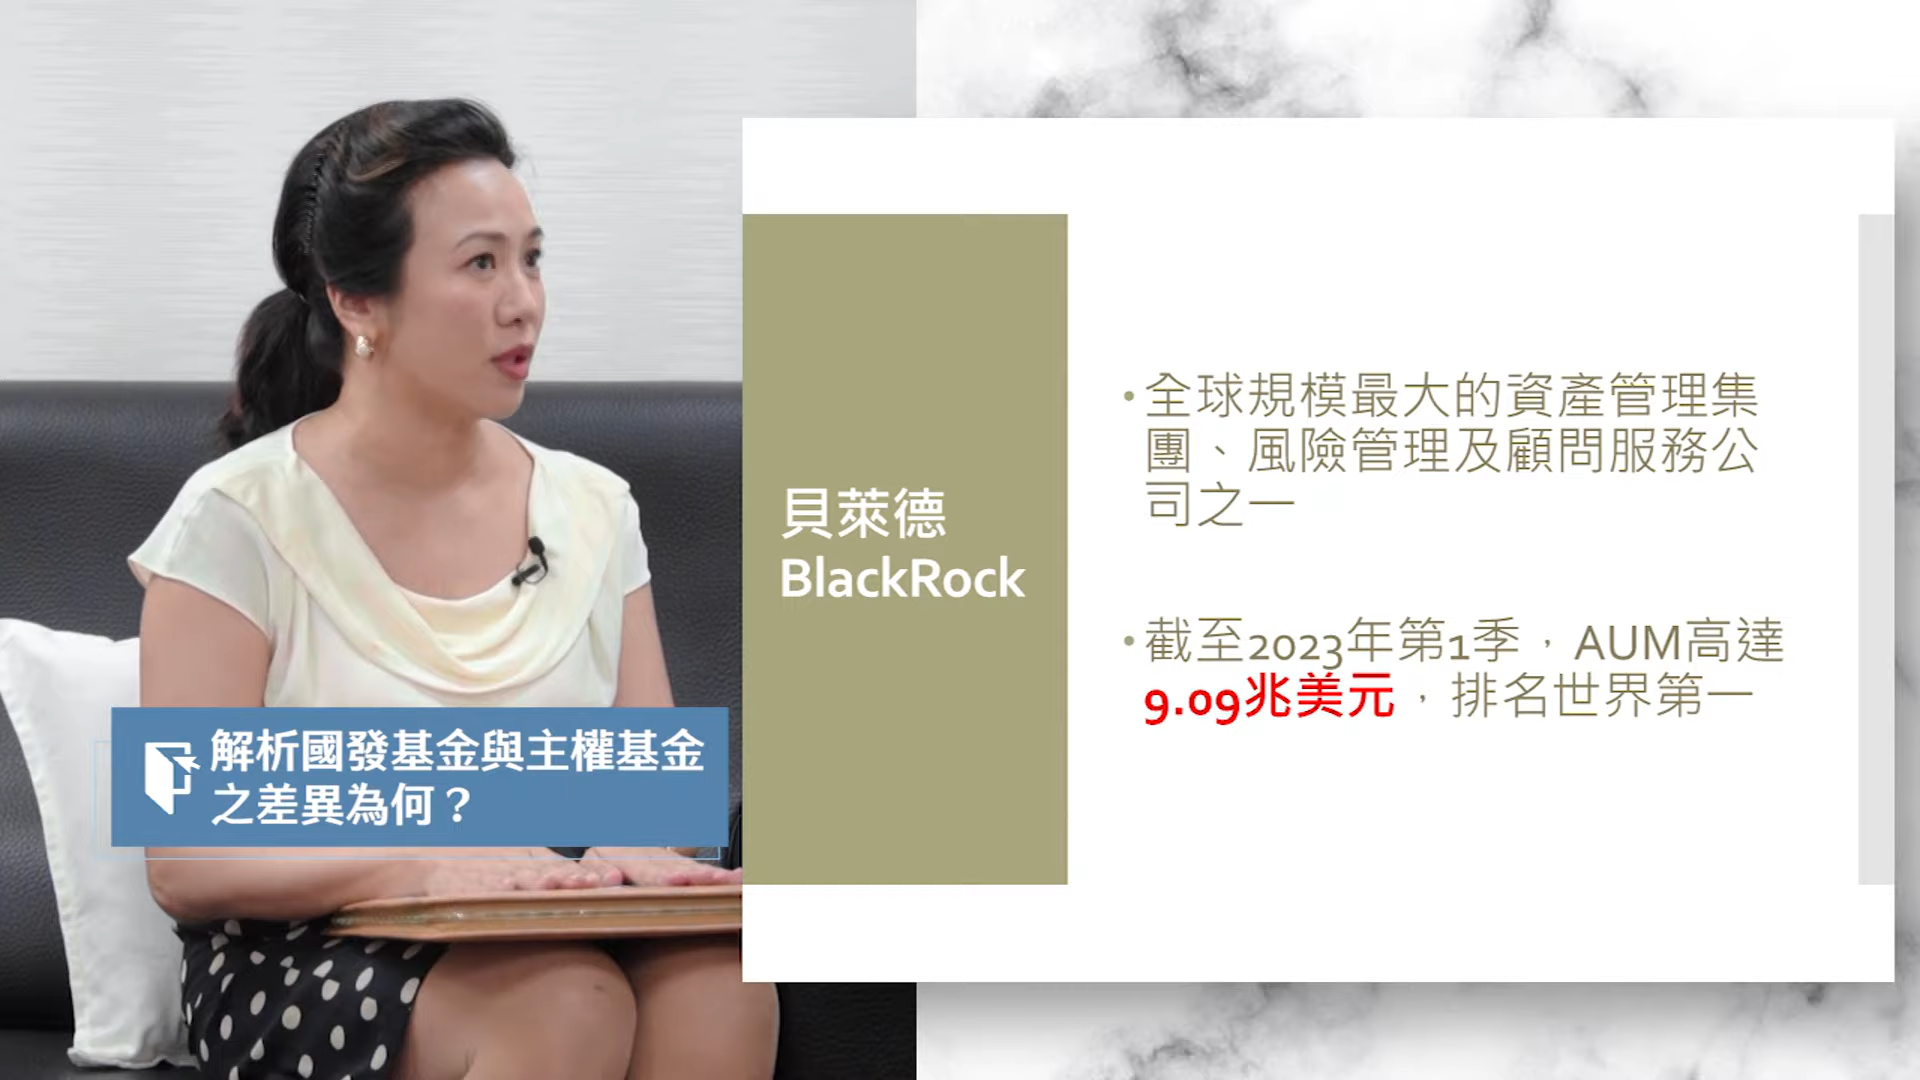 解析國發基金與主權基金
之差異為何？
貝萊德
BlackRock
•全球規模最大的資產管理集
團、風險管理及顧問服務公
司之一
•截至2023年第1季，AUM高達
9.09兆美元，排名世界第一